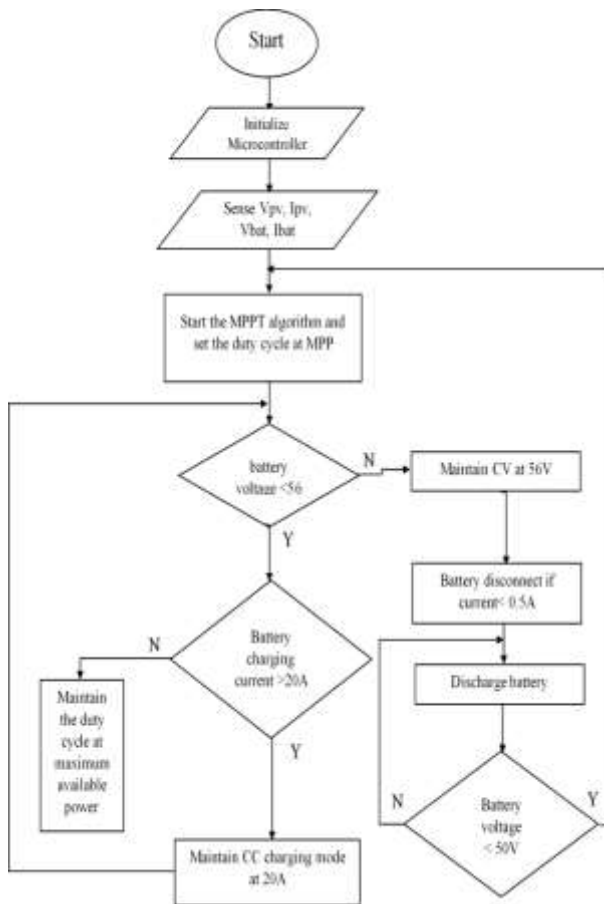 Start
Initialize
Microcontroller
Sense Vpv, Ipv,
Vbat, Ibat
Start the MPPT algorithm and
set the duty cycle at MPP
battery
voltage <56
N
Maintain CV at 56V
Y
Battery disconnect if
current< 0.5A
Battery
charging
current >20A
N
Discharge battery
Maintain
the duty
cycle at
maximum
available
power
Y
N
Battery
voltage
< 50V
Y
Maintain CC charging mode
at 20A